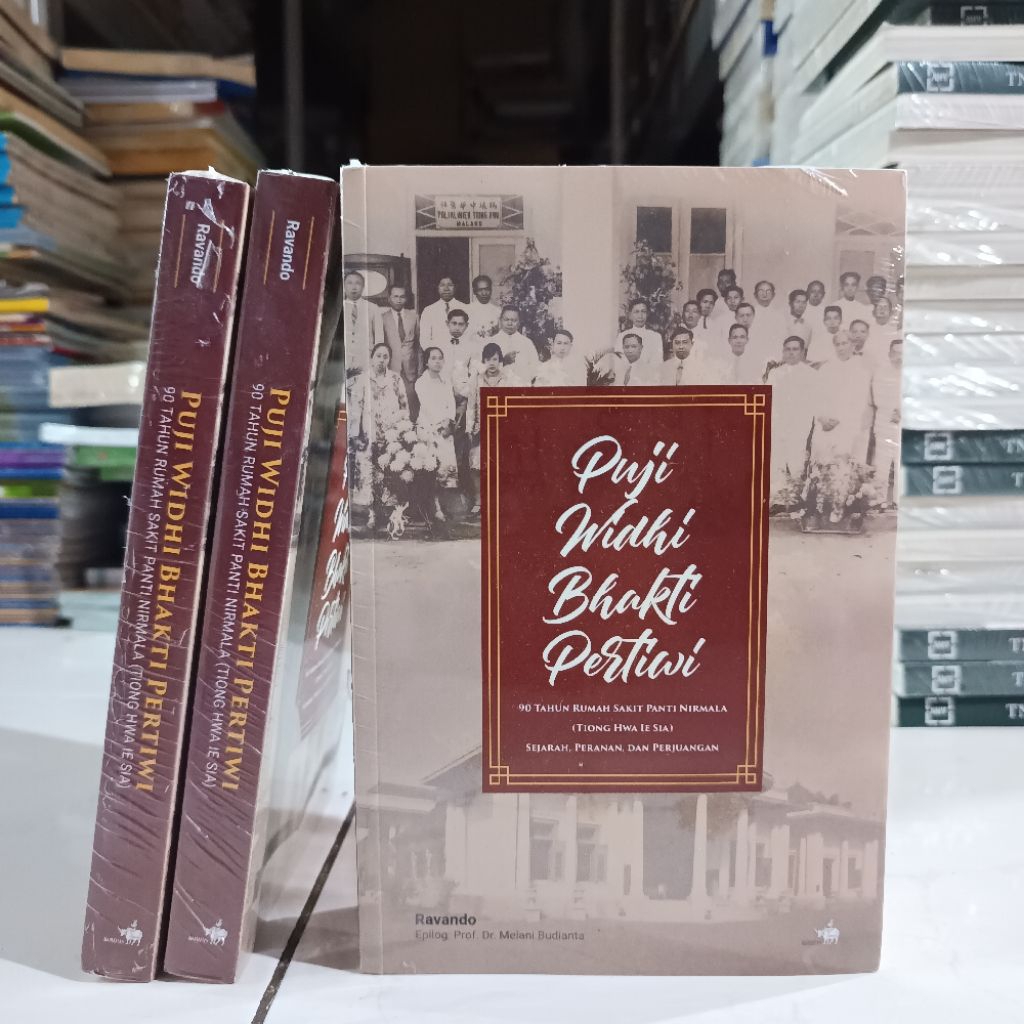 Ravando
PUJI WIDHI BHAKTI PERTIWI
90 TAHUN RUMAH SAKIT PANTI NIRMALA (TIONG HWA IE SIA)
Ravando
PUJI WIDHI BHAKTI PERTIWI
90 TAHUN RUMAH SAKIT PANTI NIRMALA (TIONG HWA IE SIA)
MALANG
Puji
Widhi
Bhakti
Pertiwi
90 TAHUN RUMAH SAKIT PANTI NIRMALA
(TIONG HWA IE SIA)
SEJARAH, PERANAN, DAN PERJUANGAN
Ravando
Epilog: Prof. Dr. Melani Budianta